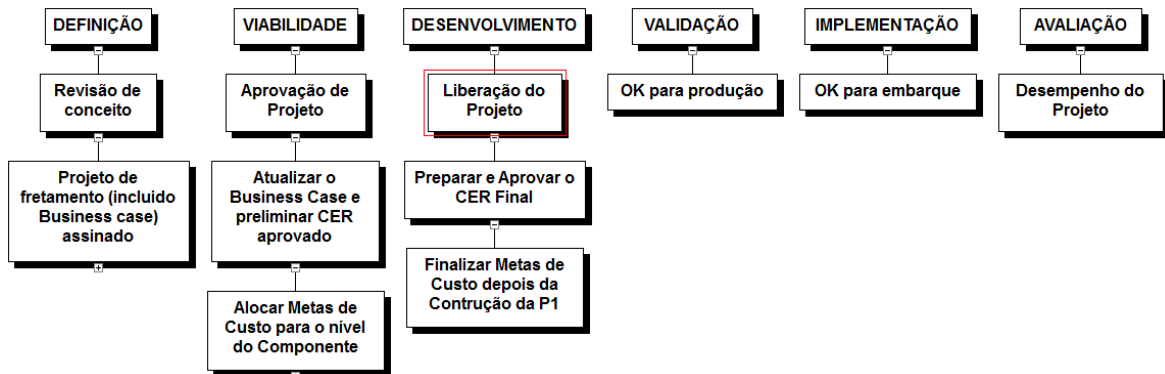 DEFINIÇÃO
Revisão de
conceito
Projeto de
fretamento (incluido
Business case)
assinado
VIABILIDADE
Aprovação de
Projeto
Atualizar o
Business Case e
preliminar CER
aprovado
Alocar Metas de
Custo para o nível
do Componente
DESENVOLVIMENTO
Liberação do
Projeto
Preparar e Aprovar o
CER Final
Finalizar Metas de
Custo depois da
Contrução da P1
VALIDAÇÃO
OK para produção
IMPLEMENTAÇÃO
OK para embarque
AVALIAÇÃO
Desempenho do
Projeto